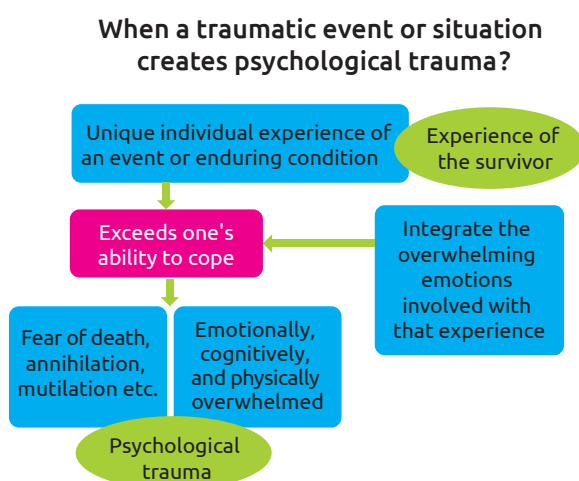 When a traumatic event or situation
creates psychological trauma?
Unique individual experience of
an event or enduring condition
Experience of
the survivor
Exceeds one's
ability to cope
Integrate the
overwhelming
emotions
involved with
that experience
Fear of death,
annihilation,
mutilation etc.
Emotionally,
cognitively,
and physically
overwhelmed
Psychological
trauma